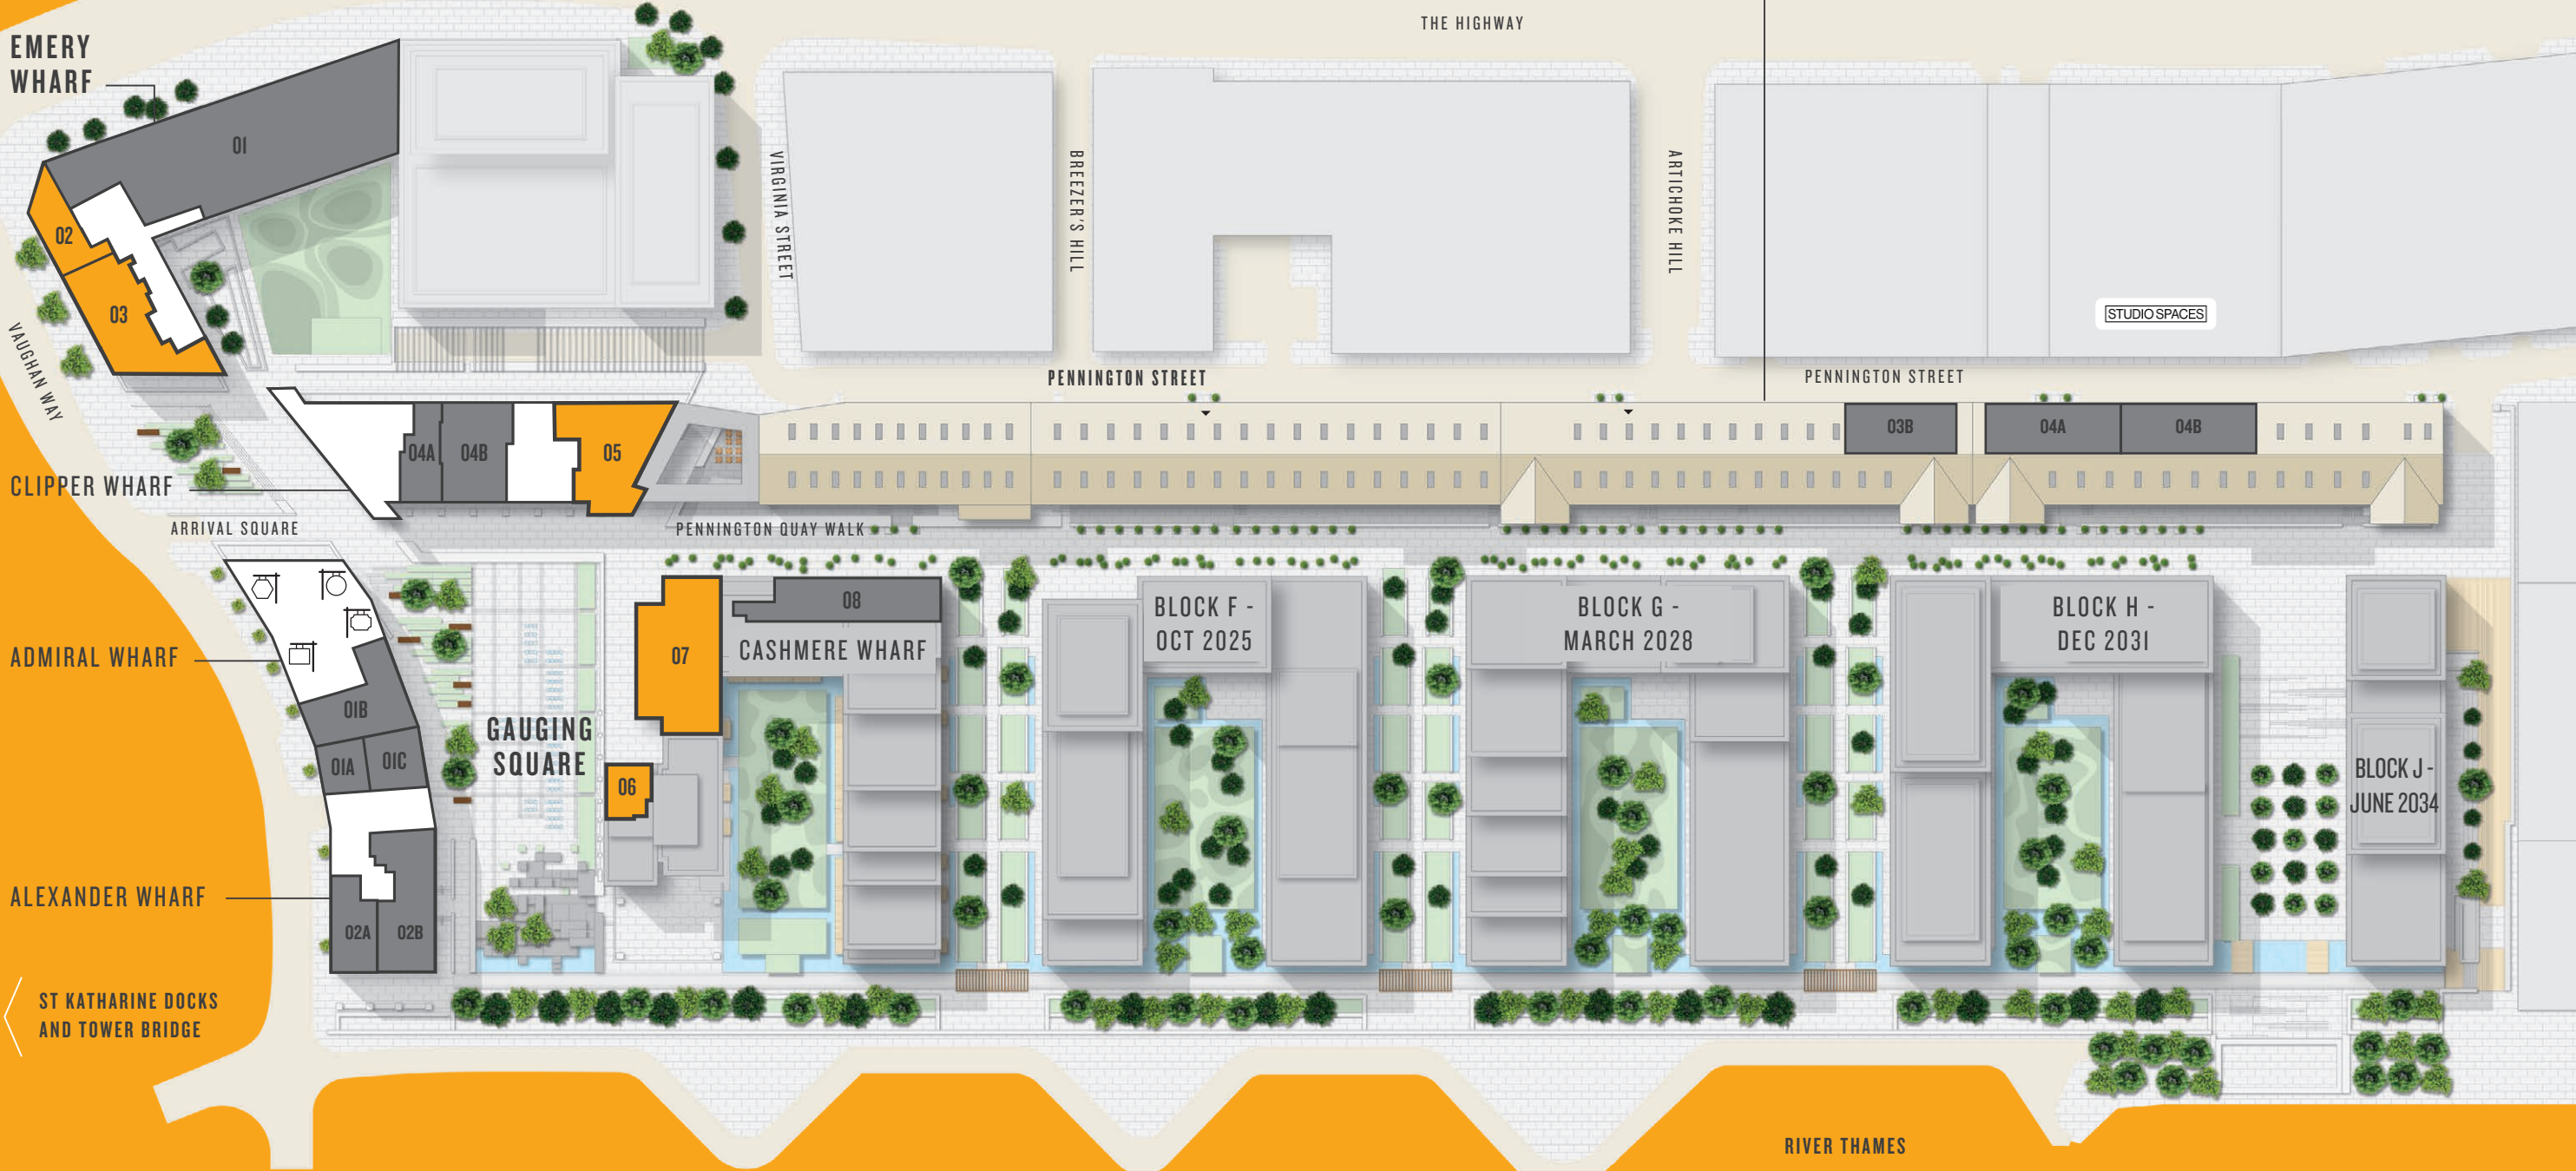 THE HIGHWAY
EMERY
WHARF
01
VIRGINIA STREET
BREEZER'S HILL
ARTICHOKE HILL
02
03
STUDIO SPACES
VAUGHAN WAY
PENNINGTON STREET
PENNINGTON STREET
04A
04B
05
03B
04A
04B
CLIPPER WHARF
ARRIVAL SQUARE
PENNINGTON QUAY WALK
07
08
CASHMERE WHARF
BLOCK F -
OCT 2025
BLOCK G -
MARCH 2028
BLOCK H -
DEC 2031
ADMIRAL WHARF
01B
01A
01C
GAUGING
SQUARE
06
BLOCK J -
JUNE 2034
ALEXANDER WHARF
02A
02B
ST KATHARINE DOCKS
AND TOWER BRIDGE
RIVER THAMES